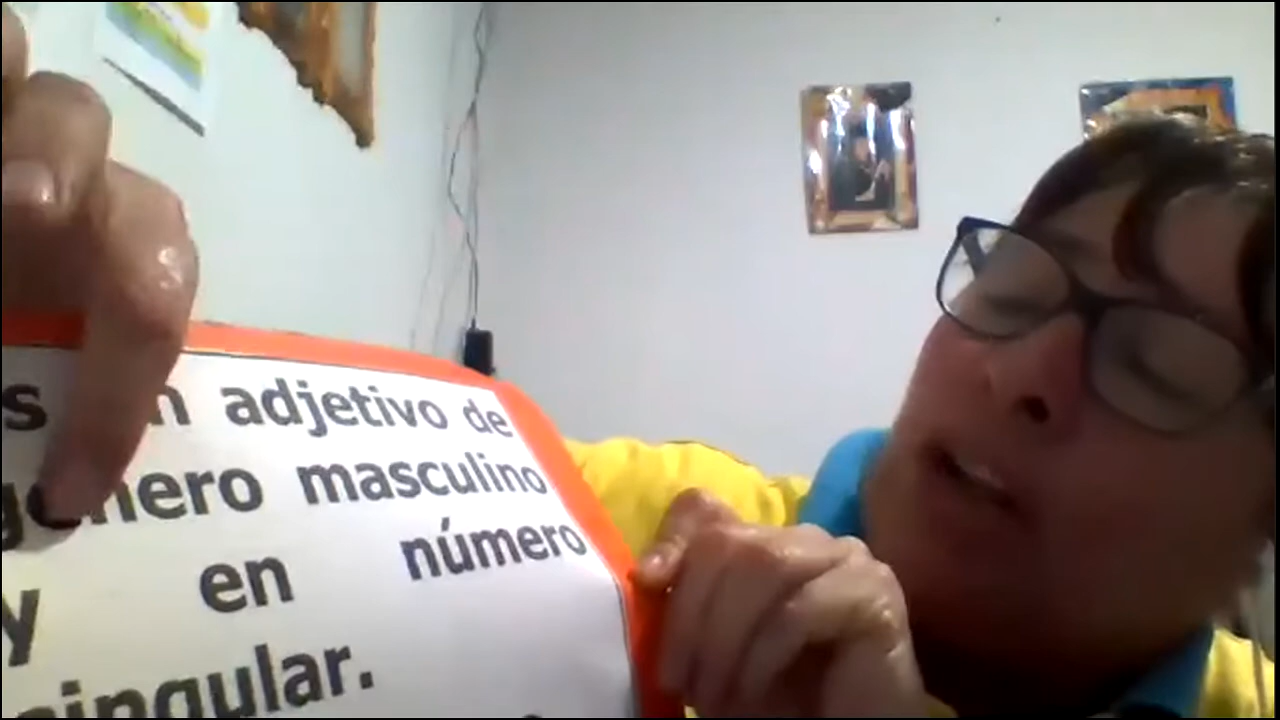 adjetivo de
masculino
y en número
singular.